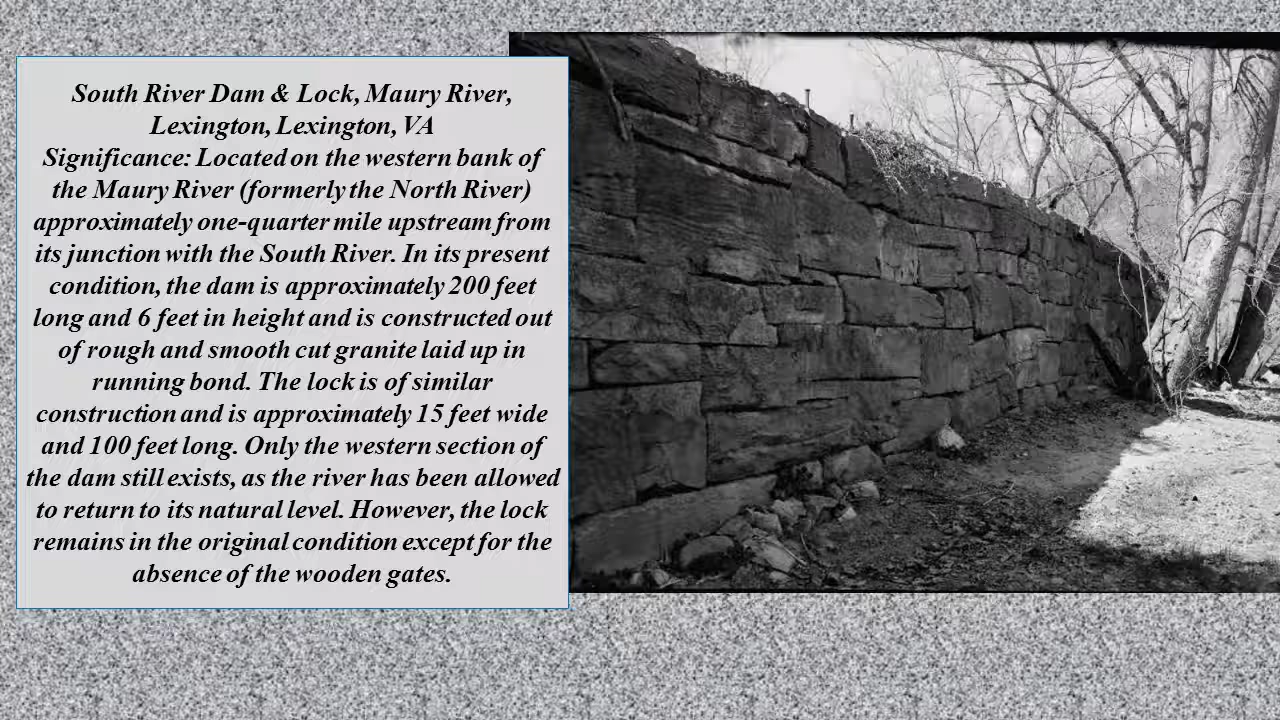 South River Dam & Lock, Maury River,
Lexington, Lexington, VA
Significance: Located on the western bank of
the Maury River (formerly the North River)
approximately one-quarter mile upstream from
its junction with the South River. In its present
condition, the dam is approximately 200 feet
long and 6 feet in height and is constructed out
of rough and smooth cut granite laid up in
running bond. The lock is of similar
construction and is approximately 15 feet wide
and 100 feet long. Only the western section of
the dam still exists, as the river has been allowed
to return to its natural level. However, the lock
remains in the original condition except for the
absence of the wooden gates.